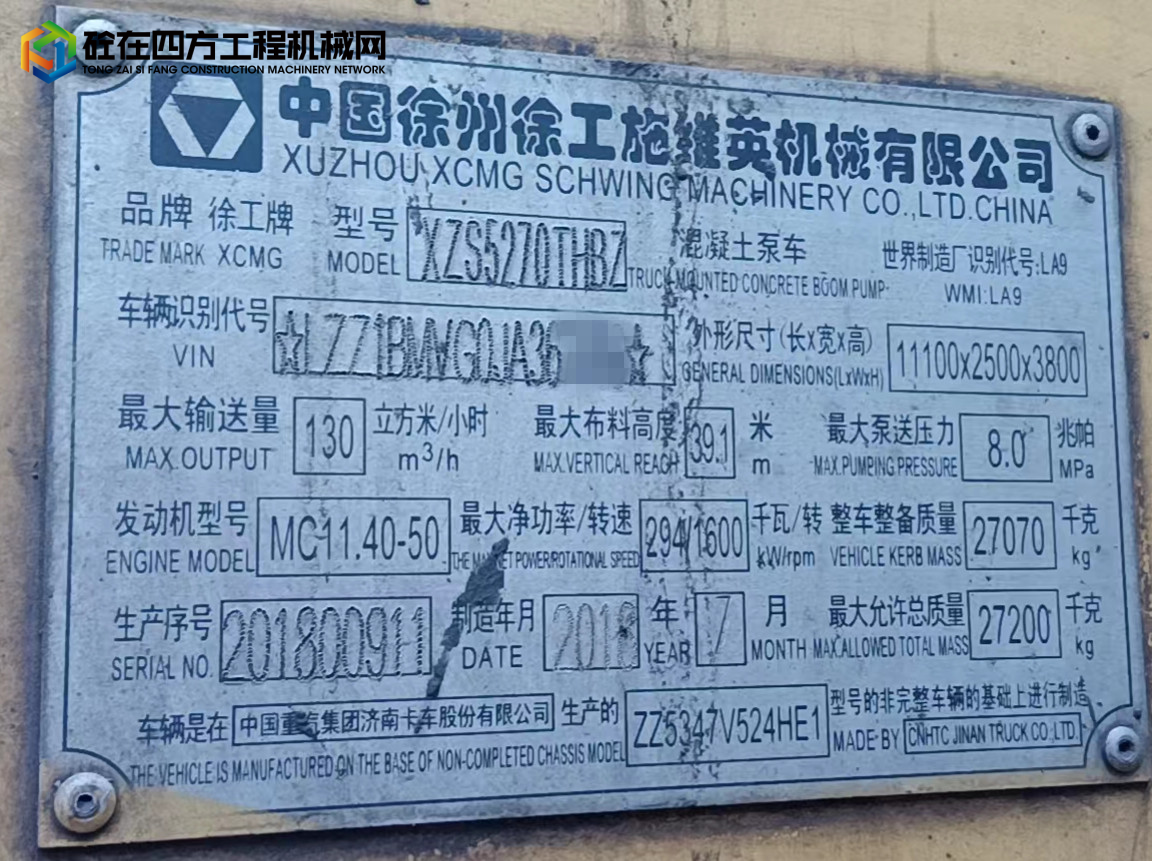 砼在四方工程机械网
TONG ZAI SI FANG CONSTRUCTION MACHINERY NETWORK
中国徐州徐工施维英机械有限公司
XUZHOU XCMG SCHWING MACHINERY CO.,LTD.CHINA
品牌 徐工牌 型号 XZS5270THBZ 混凝土泵车 世界制造厂识别代号:LA9
TRADE MARK XCMG MODEL TRUCK MOUNTED CONCRETE BOOM PUMP WMI:LA9
车辆识别代号 ☆LZZ1BMVG0JA36 ☆ 外形尺寸(长x宽x高) 11100x2500x3800
VIN GENERAL DIMENSIONS(LxWxH)
最大输送量 130 立方米/小时 最大布料高度 39.1 米 最大泵送压力 8.0 兆帕
MAX.OUTPUT m³/h MAX.VERTICAL REACH m MAX.PUMPING PRESSURE MPa
发动机型号 MC11.40-50 最大净功率/转速 294/1600 千瓦/转 整车整备质量 27070 千克
ENGINE MODEL THE NET POWER/ROTATIONAL SPEED kW/rpm VEHICLE KERB MASS kg
生产序号 201800911 制造年月 2018 年 7 月 最大允许总质量 27200 千克
SERIAL NO. DATE YEAR MONTH MAX.ALLOWED TOTAL MASS kg
车辆是在 中国重汽集团济南卡车股份有限公司 生产的 ZZ5347V524HE1 型号的非完整车辆的基础上进行制造
THE VEHICLE IS MANUFACTURED ON THE BASE OF NON-COMPLETED CHASSIS MODEL MADE BY CNHTC JINAN TRUCK CO.,LTD.